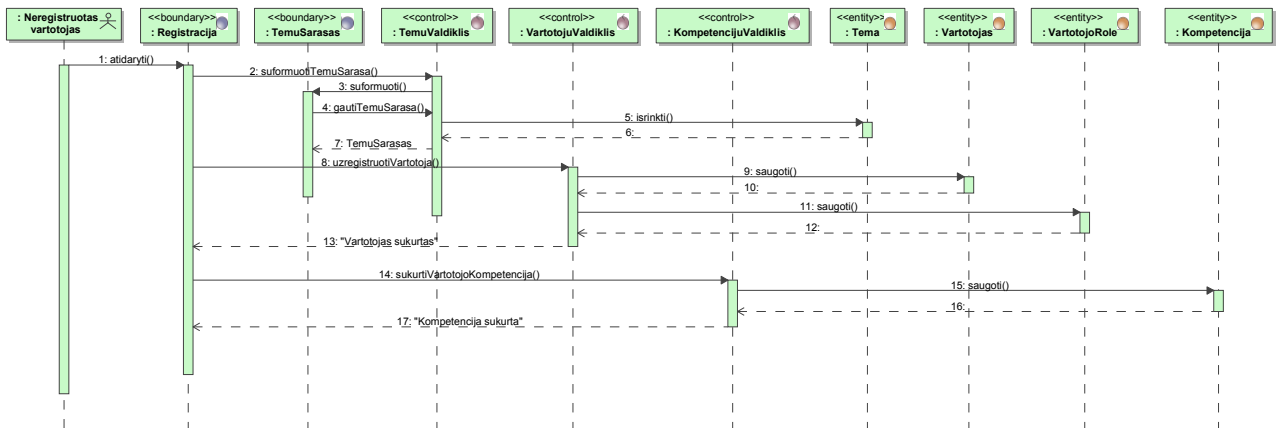 : Neregistruotas
vartotojas
<<boundary>>
: Registracija
<<boundary>>
: TemuSarasas
<<control>>
: TemuValdiklis
<<control>>
: VartotojuValdiklis
<<control>>
: KompetencijuValdiklis
<<entity>>
: Tema
<<entity>>
: Vartotojas
<<entity>>
: VartotojoRole
<<entity>>
: Kompetencija
1: atidaryti()
2: suformuotiTemuSarasa()
3: suformuoti()
4: gautiTemuSarasa()
5: isrinkti()
6:
7: TemuSarasas
8: uzregistruotiVartotoja()
9: saugoti()
10:
11: saugoti()
12:
13: "Vartotojas sukurtas"
14: sukurtiVartotojoKompetencija()
15: saugoti()
16:
17: "Kompetencija sukurta"